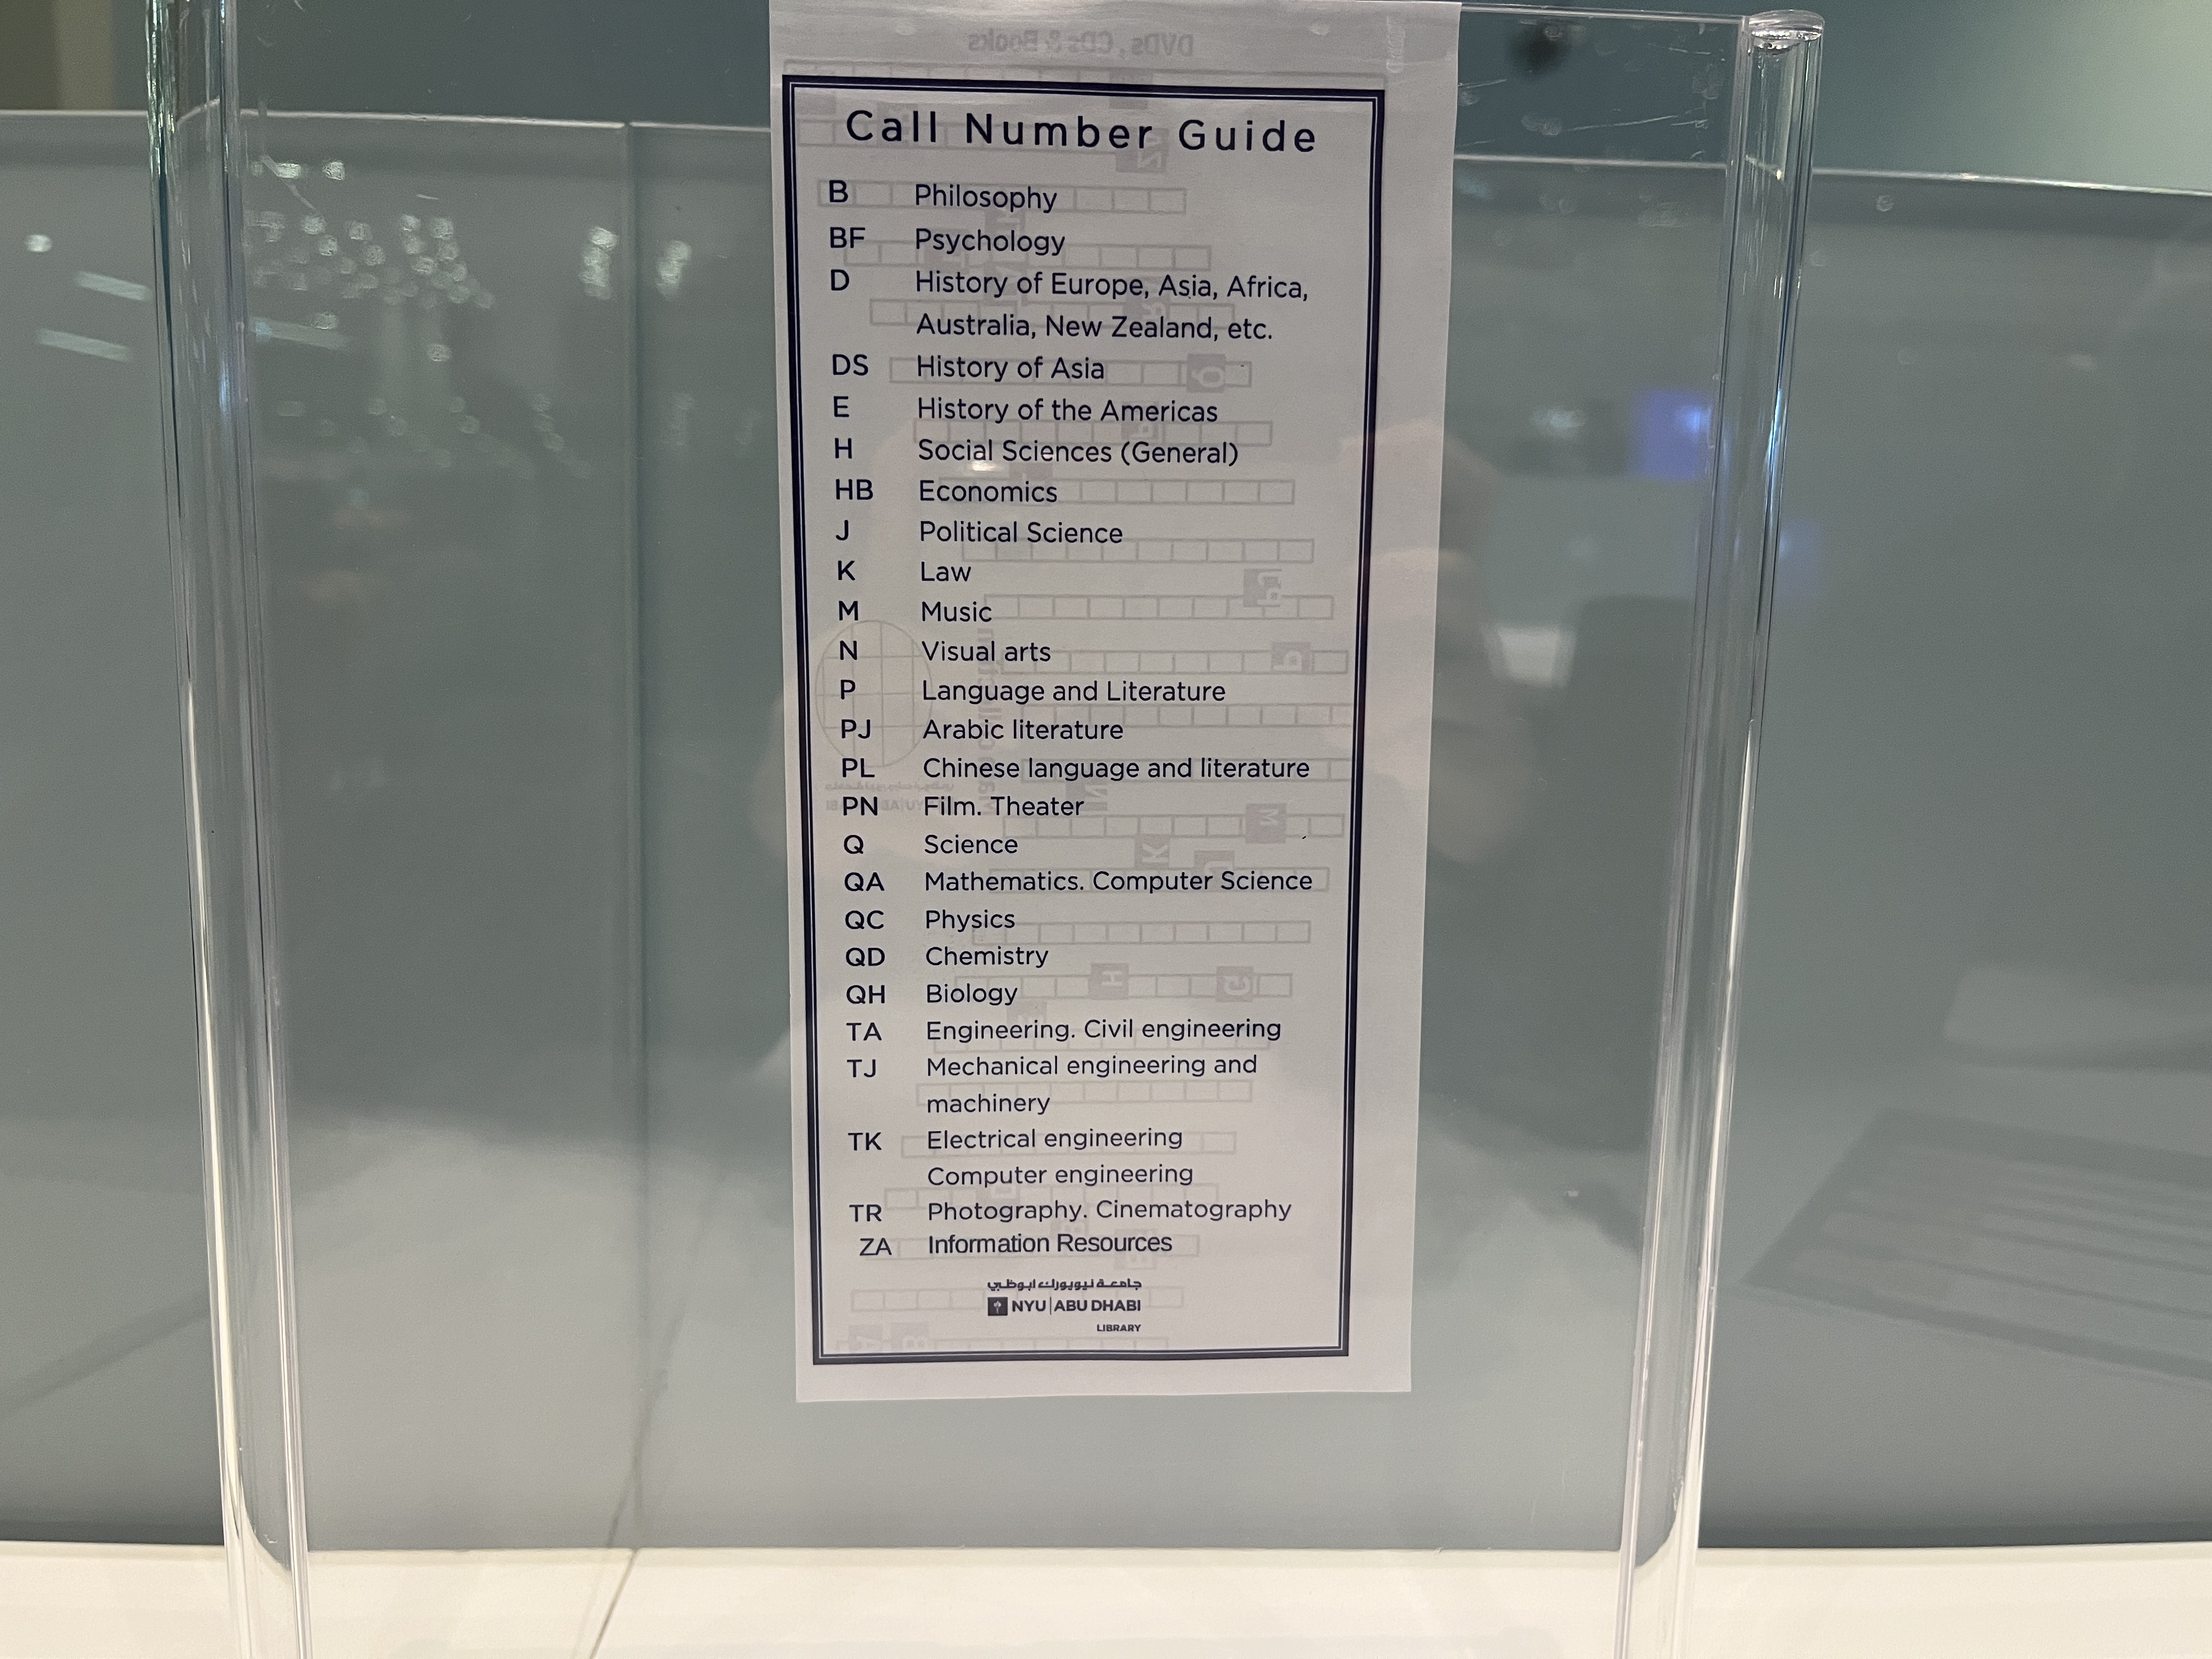 DVDs, CDs & Books
Call Number Guide
B Philosophy
BF Psychology
D History of Europe, Asia, Africa,
Australia, New Zealand, etc.
DS History of Asia
E History of the Americas
H Social Sciences (General)
HB Economics
J Political Science
K Law
M Music
N Visual arts
P Language and Literature
PJ Arabic literature
PL Chinese language and literature
PN Film. Theater
Q Science
QA Mathematics. Computer Science
QC Physics
QD Chemistry
QH Biology
TA Engineering. Civil engineering
TJ Mechanical engineering and
machinery
TK Electrical engineering
Computer engineering
TR Photography. Cinematography
ZA Information Resources
جامعة نيويورك ابوظبي
NYU | ABU DHABI
LIBRARY